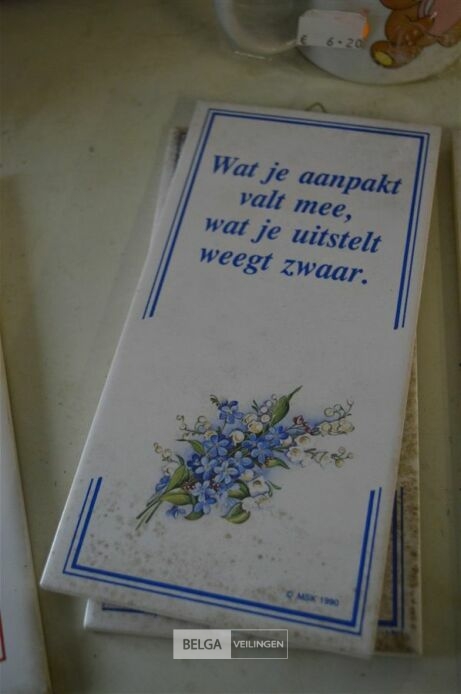 € 6.20
Wat je aanpakt
valt mee,
wat je uitstelt
weegt zwaar.
© MSK 1990
BELGA VEILINGEN